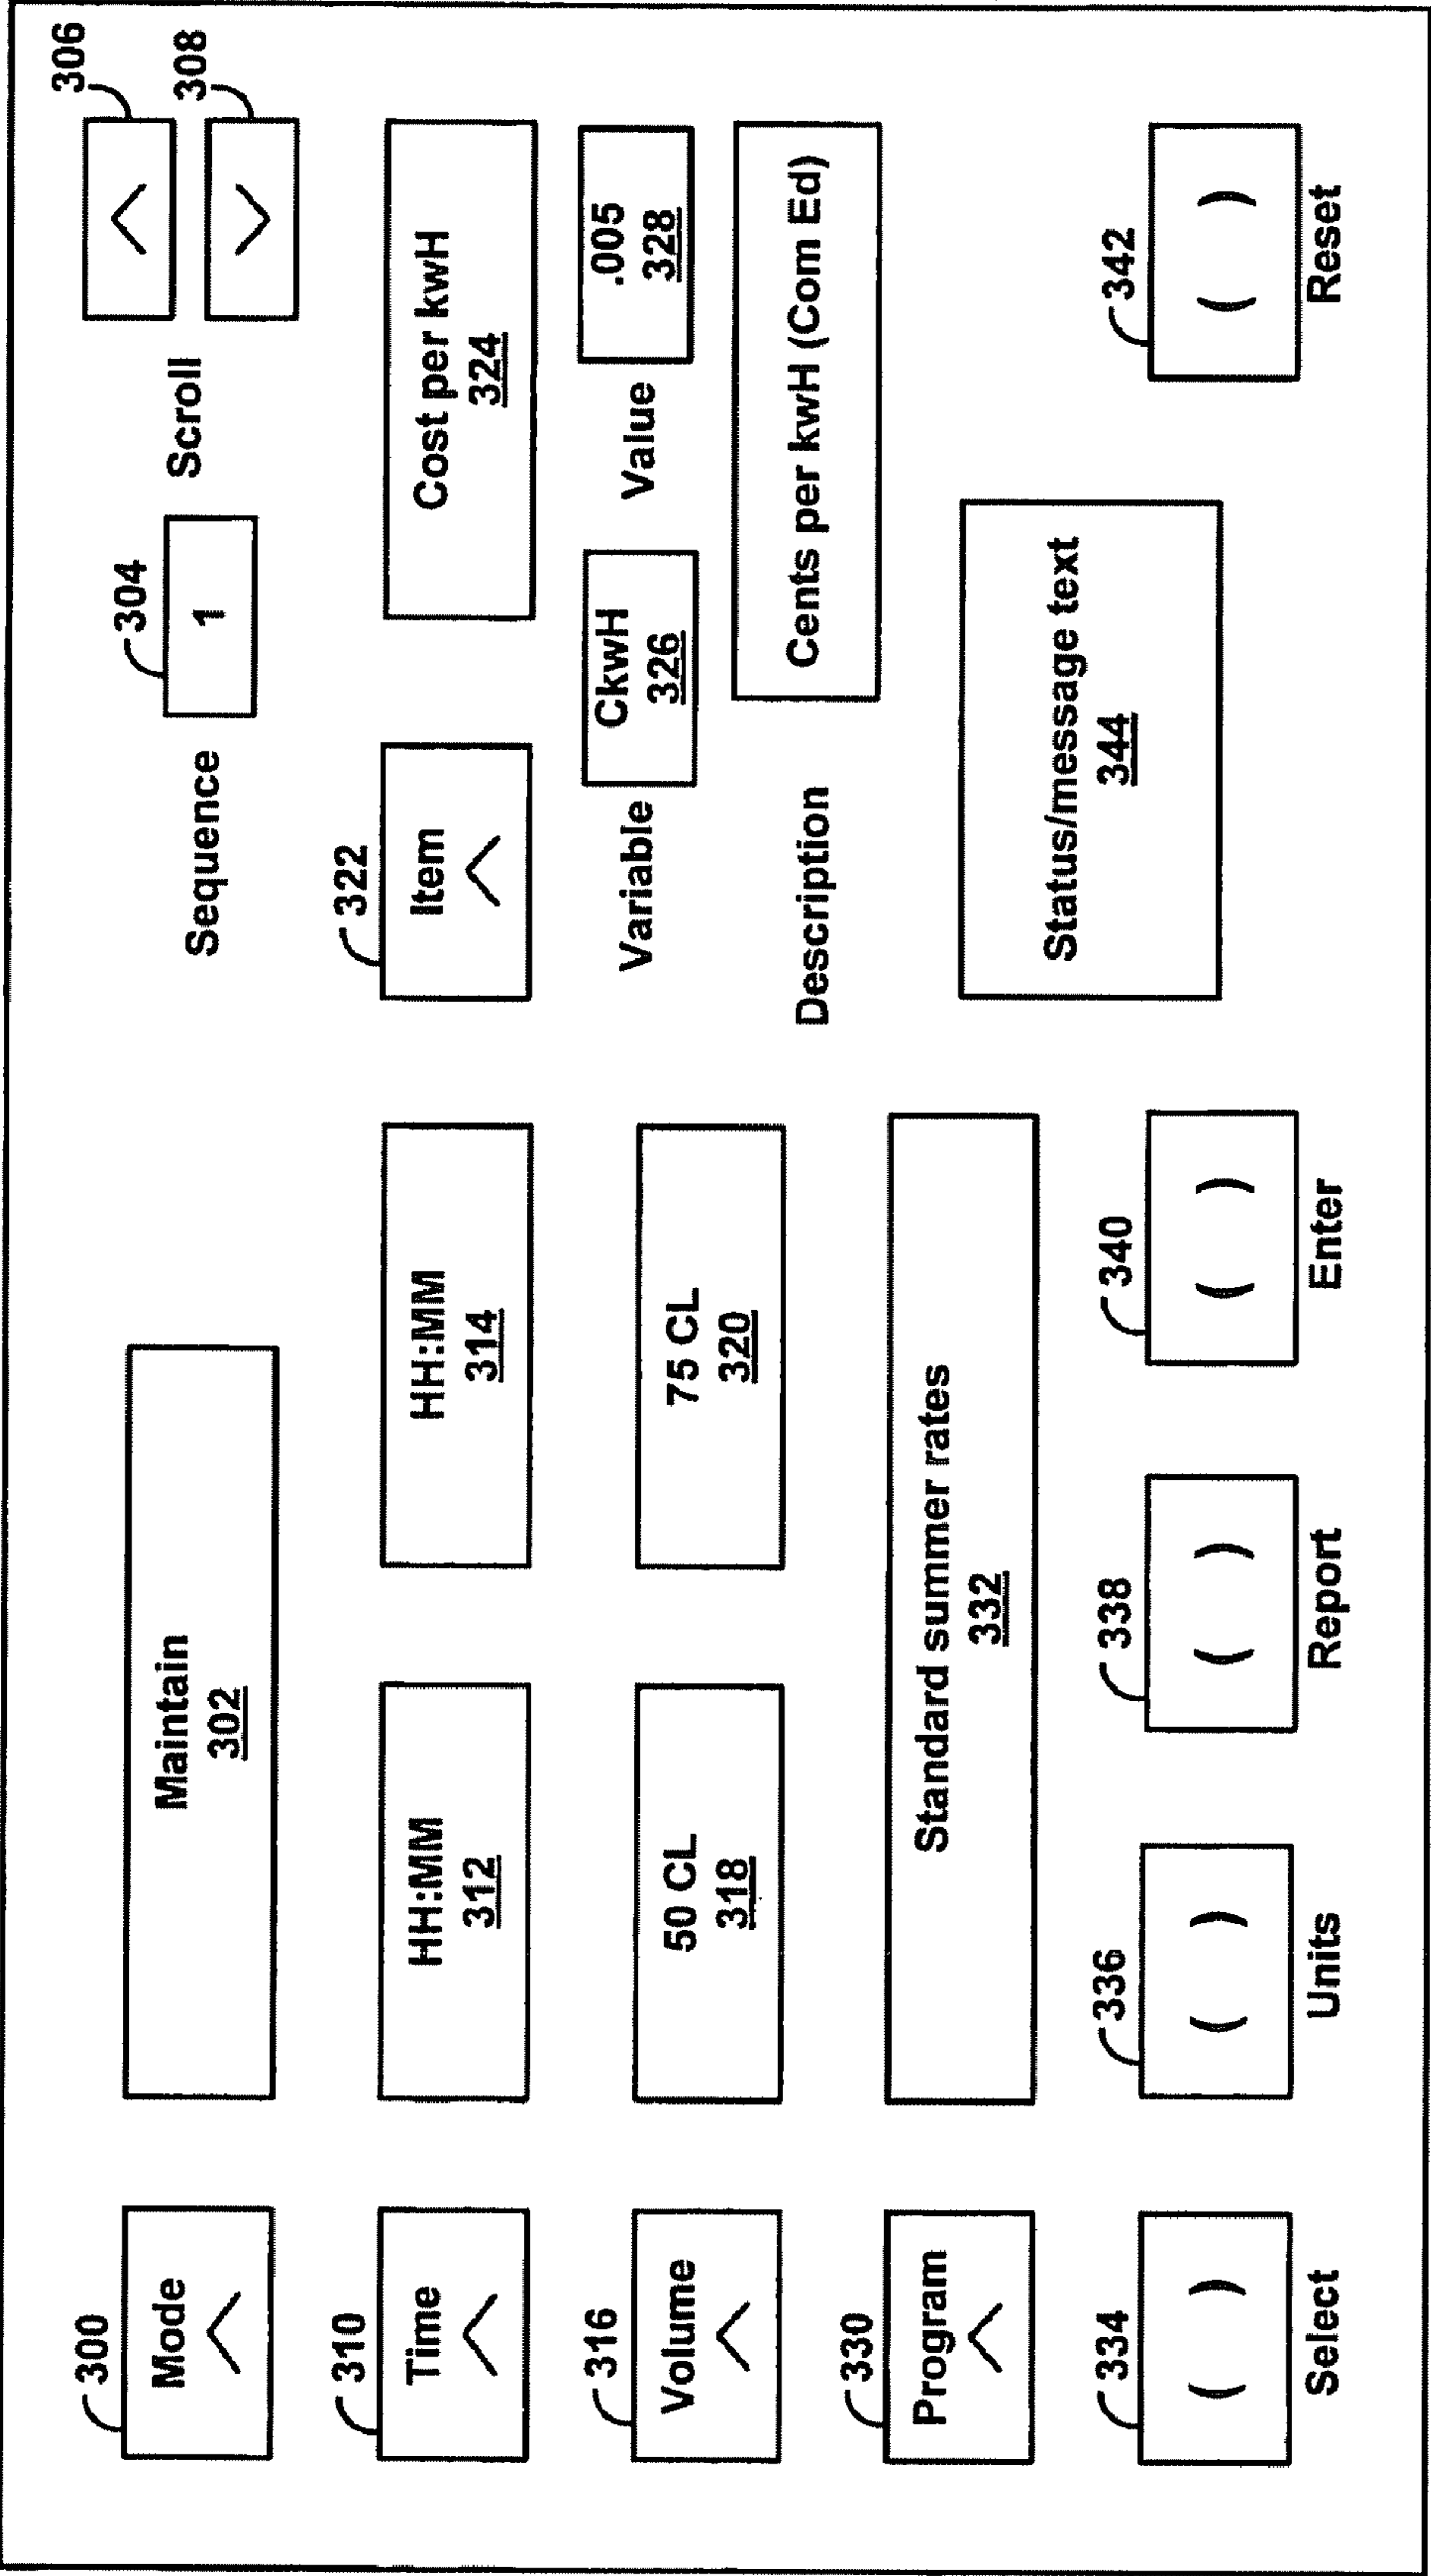 300
Mode
Maintain
302
Sequence
304
1
Scroll
306
308
310
Time
HH:MM
312
HH:MM
314
322
Item
Cost per kwH
324
316
Volume
50 CL
318
75 CL
320
Variable
CkwH
326
Value
.005
328
Description
Cents per kwH (Com Ed)
330
Program
Standard summer rates
332
Status/message text
344
334
( )
Select
336
( )
Units
338
( )
Report
340
( )
Enter
342
( )
Reset